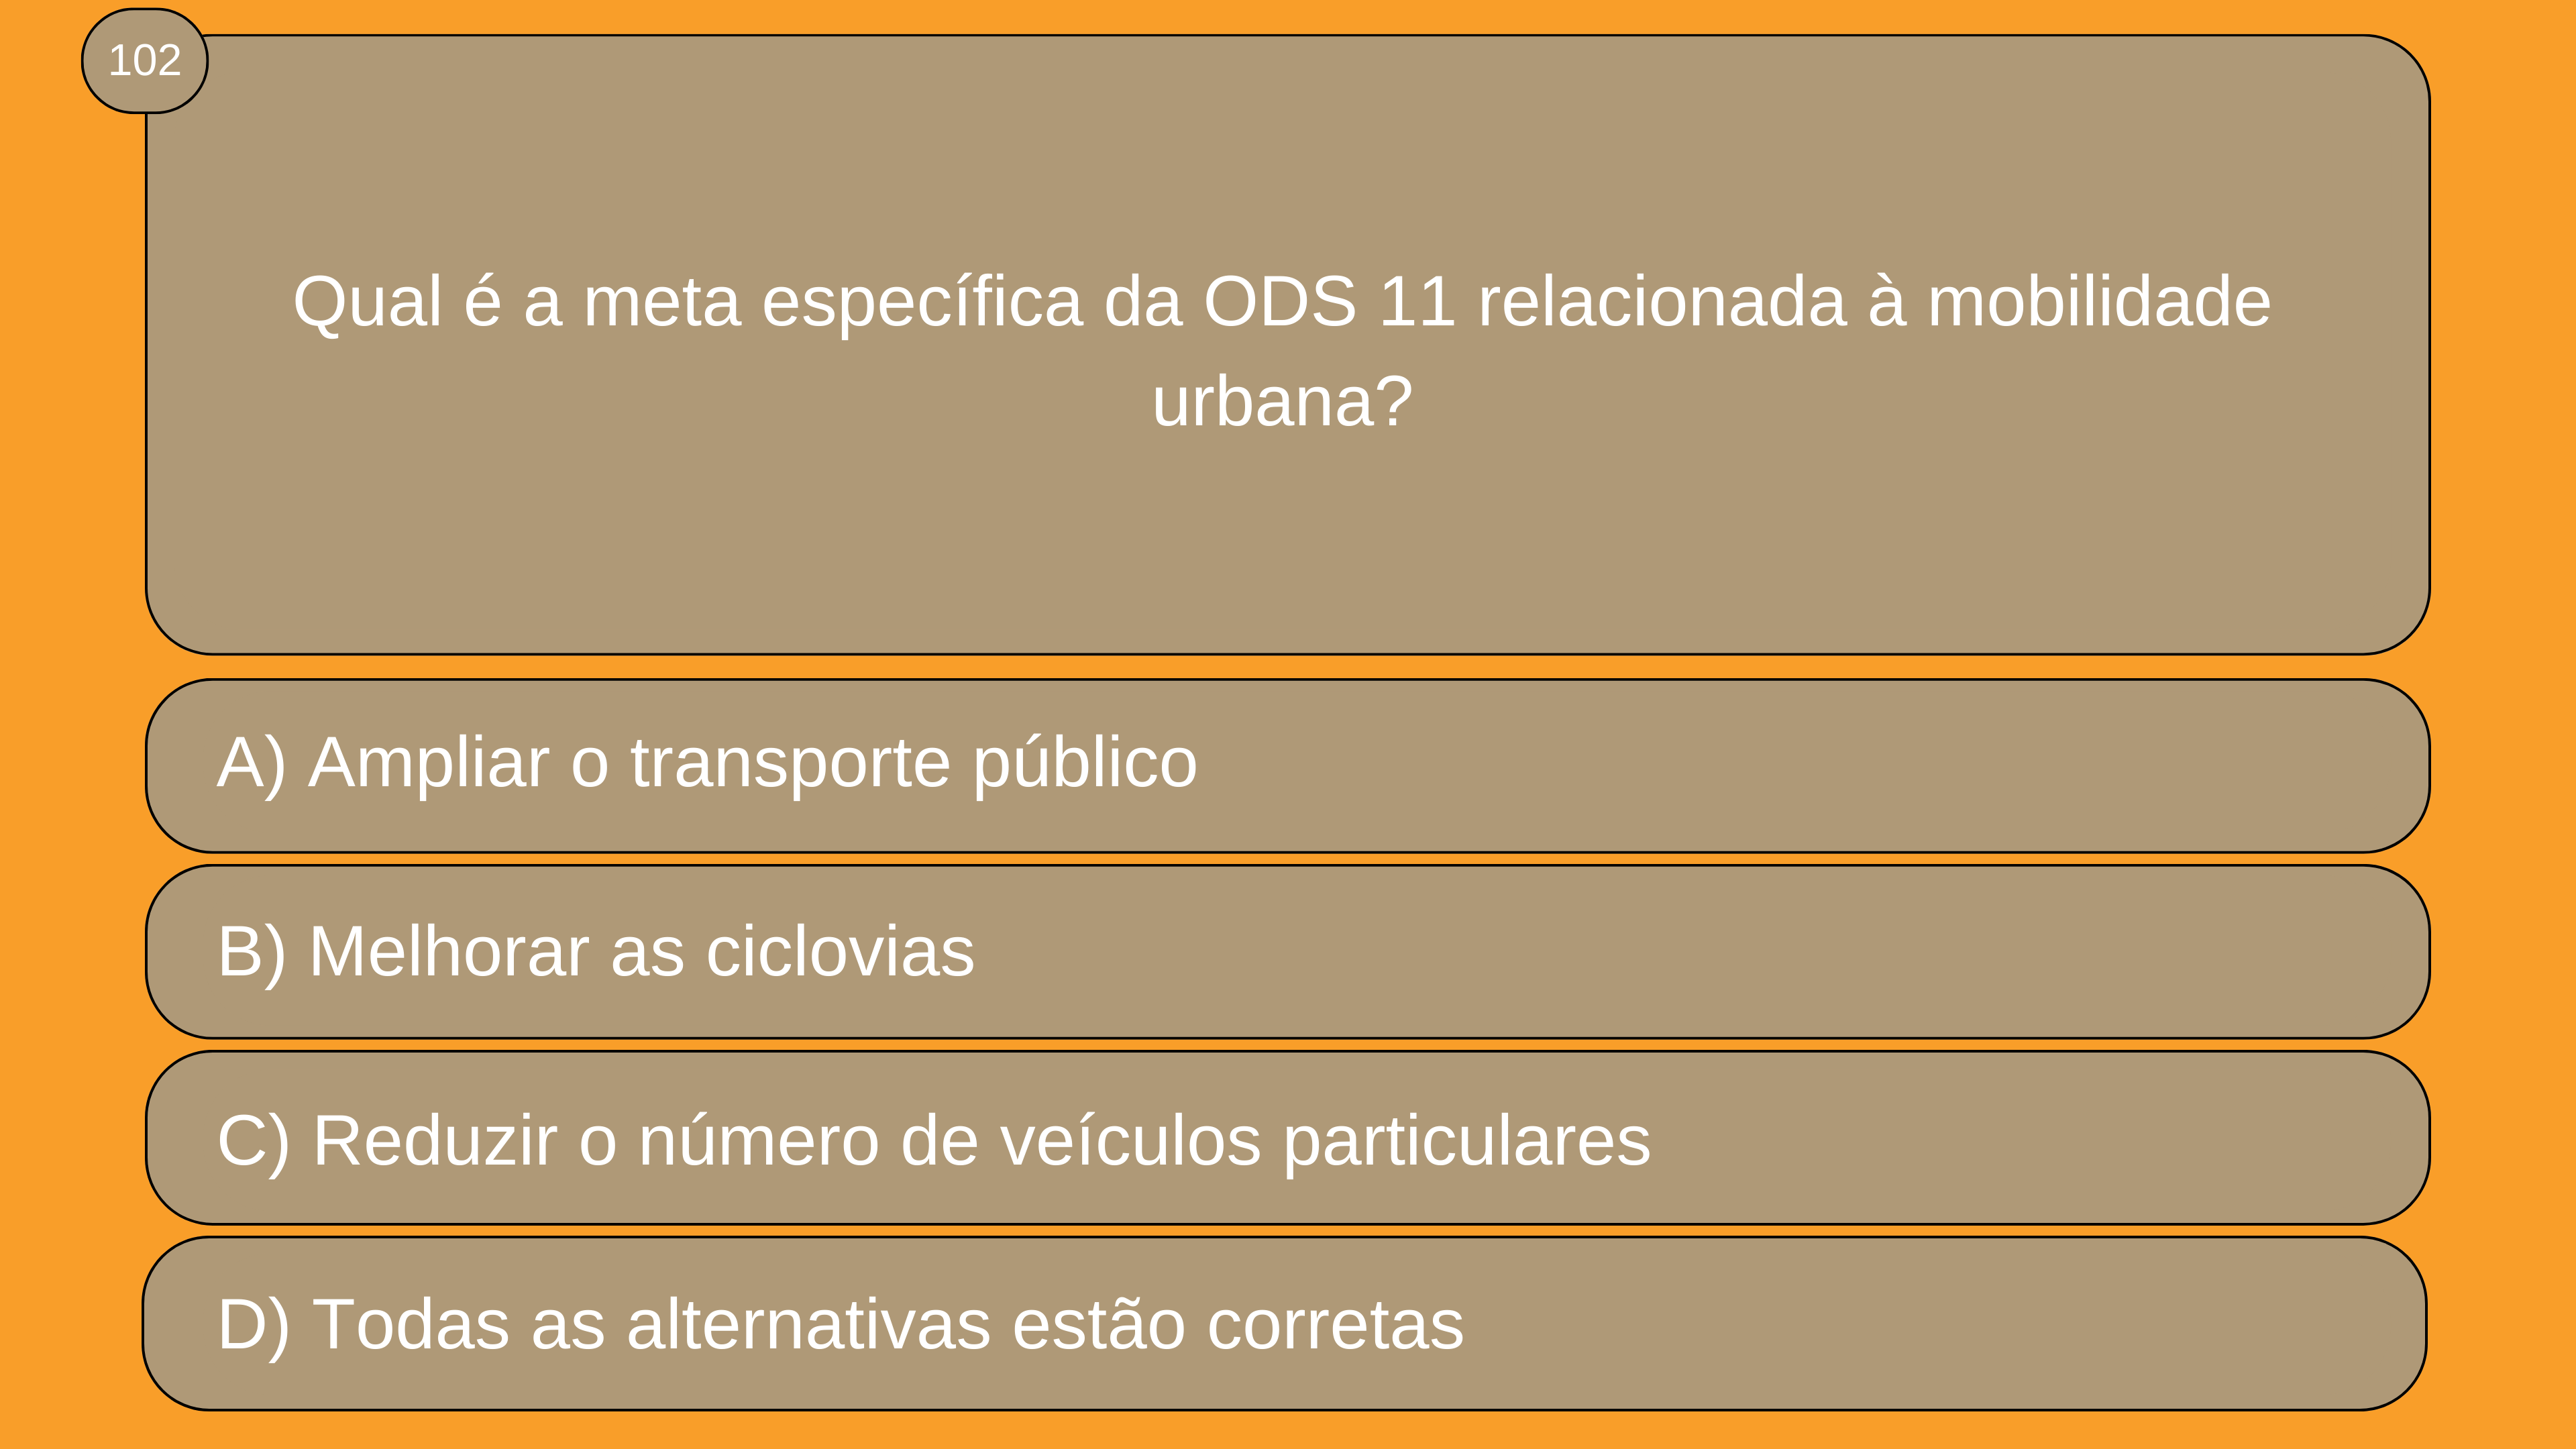 102
Qual é a meta específica da ODS 11 relacionada à mobilidade
urbana?
A) Ampliar o transporte público
B) Melhorar as ciclovias
C) Reduzir o número de veículos particulares
D) Todas as alternativas estão corretas